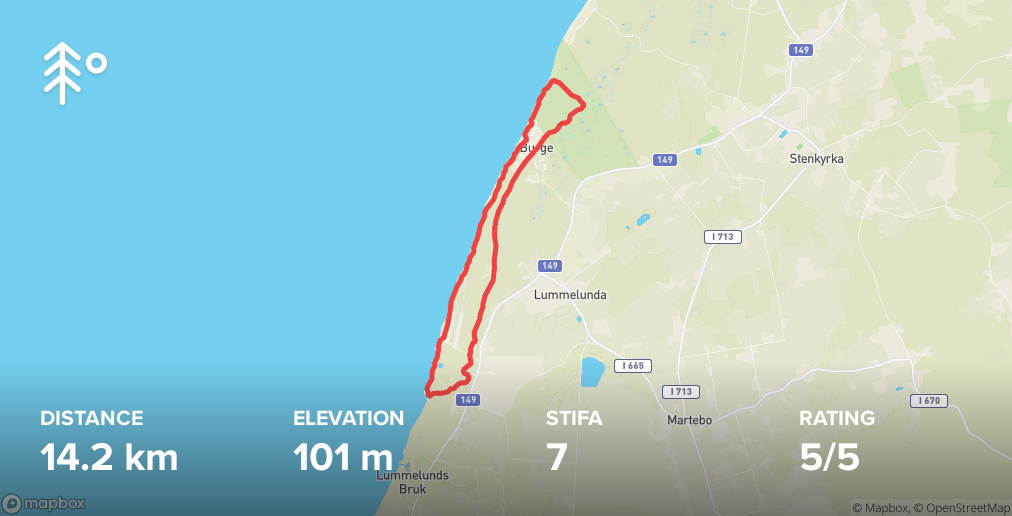 149
Burge
149
Stenkyrka
I 713
149
Lummelunda
I 665
I 713
149
I 670
Martebo
DISTANCE ELEVATION STIFA RATING
14.2 km 101 m 7 5/5
Lummelunds
Bruk
mapbox
© Mapbox, © OpenStreetMap